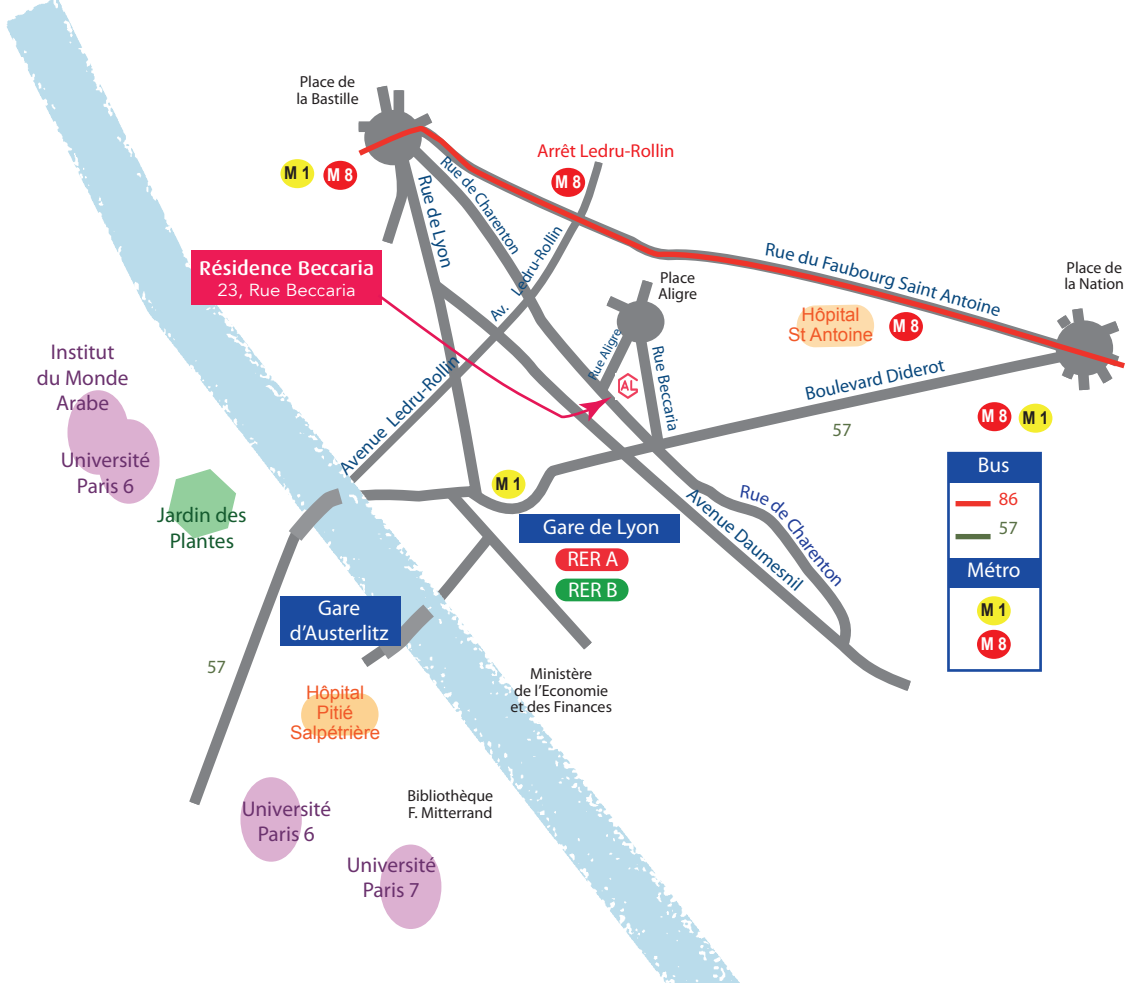 Place de
la Bastille
M 1
M 8
Arrêt Ledru-Rollin
M 8
Rue de Charenton
Rue de Lyon
Av. Ledru-Rollin
Rue du Faubourg Saint Antoine
Résidence Beccaria
23, Rue Beccaria
Place
Aligre
Place de
la Nation
Hôpital
St Antoine
M 8
Rue Aligre
Rue Beccaria
AL
Institut
du Monde
Arabe
Université
Paris 6
Avenue Ledru-Rollin
Boulevard Diderot
57
M 8
M 1
Jardin des
Plantes
M 1
Gare de Lyon
RER A
RER B
Avenue Daumesnil
Rue de Charenton
Bus
86
57
Métro
M 1
M 8
Gare
d'Austerlitz
57
Ministère
de l'Economie
et des Finances
Hôpital
Pitié
Salpétrière
Bibliothèque
F. Mitterrand
Université
Paris 6
Université
Paris 7